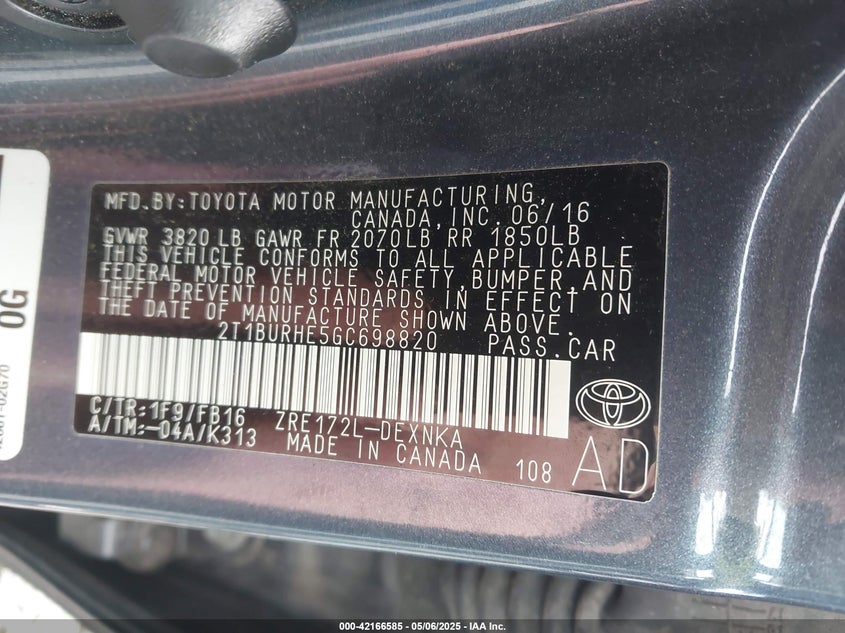 MFD.BY:TOYOTA MOTOR MANUFACTURING,
CANADA,INC. 06/16
GVWR 3820 LB GAWR FR 2070LB RR 1850LB
THIS VEHICLE CONFORMS TO ALL APPLICABLE
FEDERAL MOTOR VEHICLE SAFETY,BUMPER,AND
THEFT PREVENTION STANDARDS IN EFFECT ON
THE DATE OF MANUFACTURE SHOWN ABOVE.
2T1BURHE5GC698820 PASS.CAR
C/TR:1F9/FB16 ZRE172L-DEXNKA
A/TM:-04A/K313 MADE IN CANADA 108
AD
0G
000-42166585 - 05/06/2025 - IAA Inc.